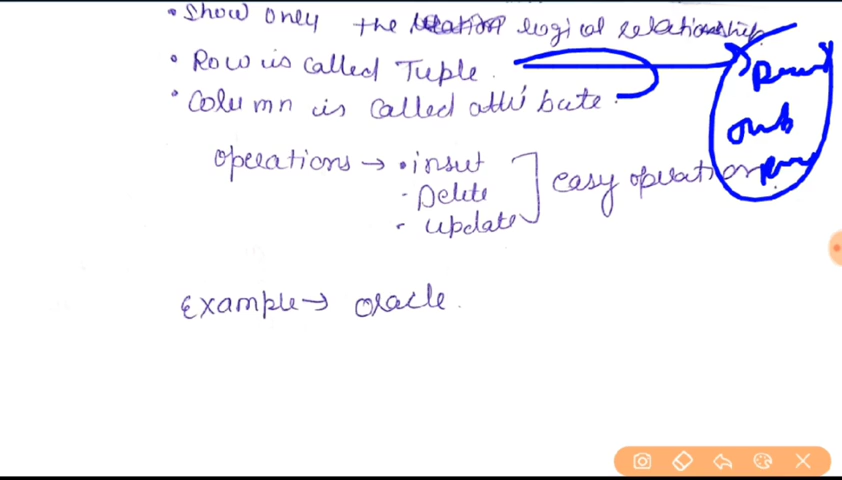 • Show only the logical relationship.
• Row is called Tuple.
• Column is called attribute.
operations → • insert
• Delete
• update
easy operation
Example → Oracle.